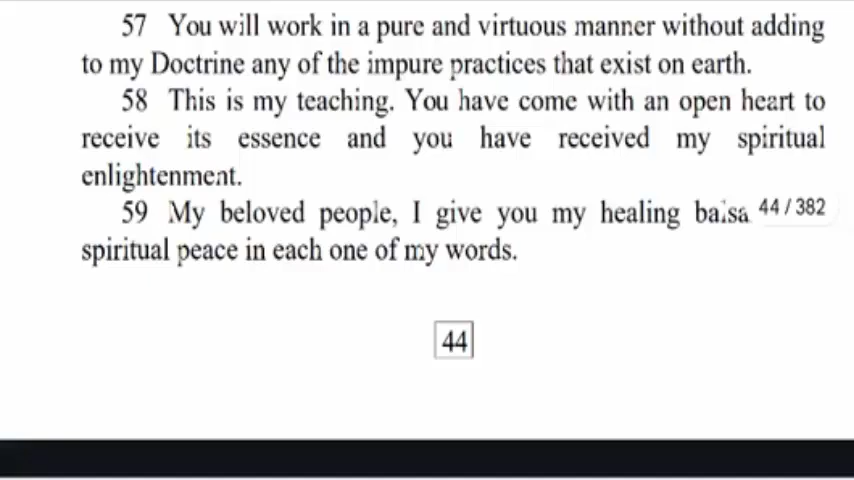 57 You will work in a pure and virtuous manner without adding
to my Doctrine any of the impure practices that exist on earth.
58 This is my teaching. You have come with an open heart to
receive its essence and you have received my spiritual
enlightenment.
59 My beloved people, I give you my healing balsa
44 / 382
spiritual peace in each one of my words.
44